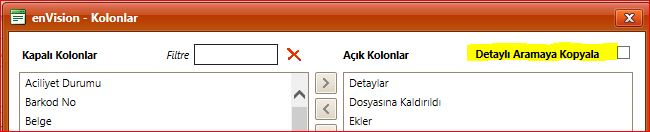 enVision - Kolonlar
Kapalı Kolonlar Filtre Açık Kolonlar Detaylı Aramaya Kopyala
Aciliyet Durumu
Barkod No
Belge
Detaylar
Dosyasına Kaldırıldı
Ekler